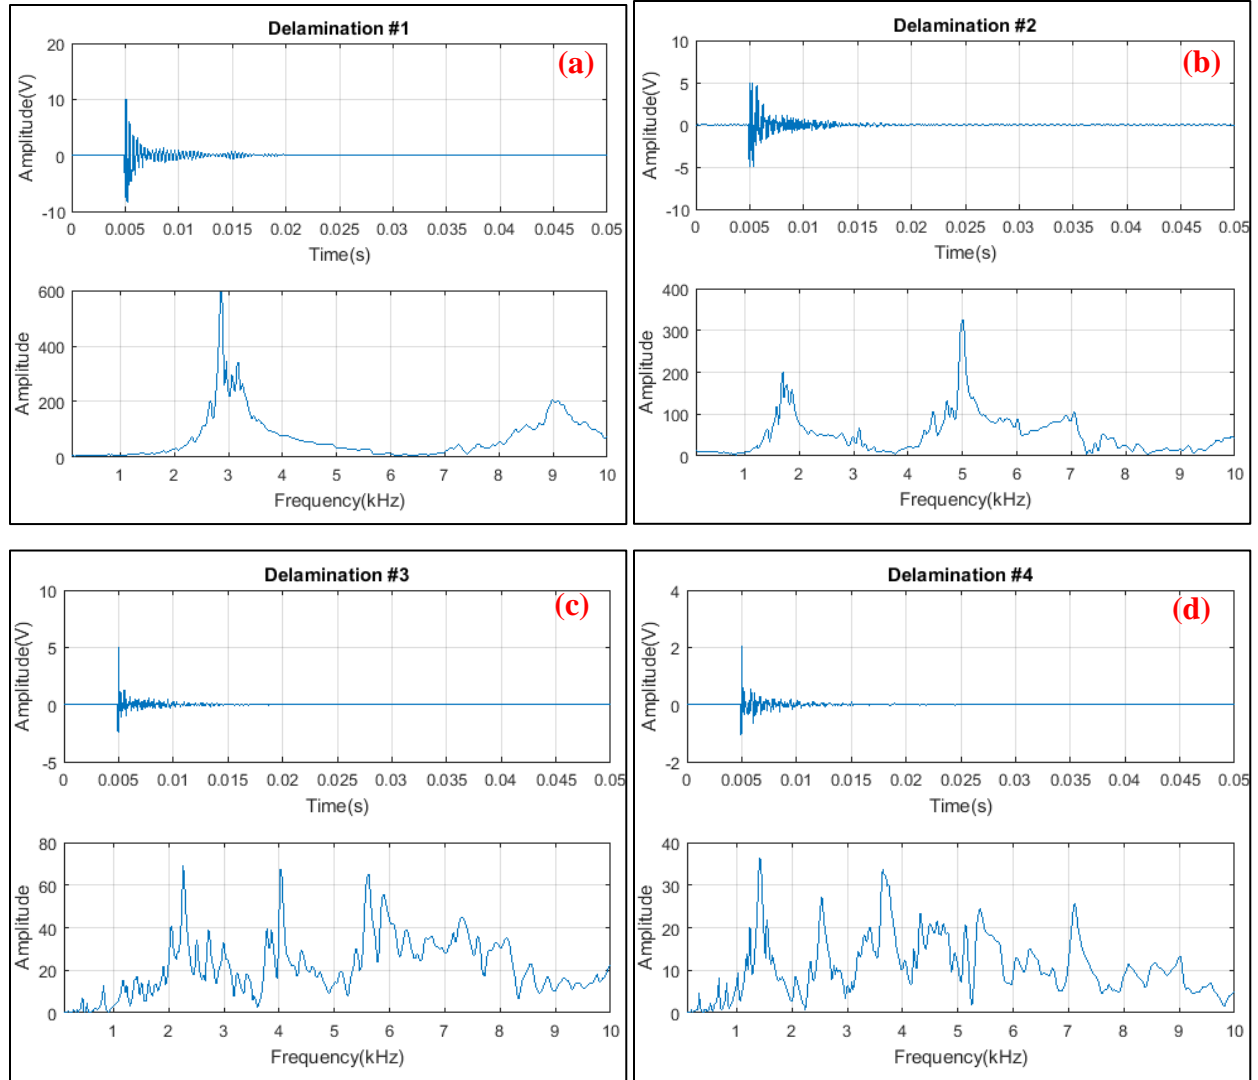 Delamination #1
(a)
Amplitude(V)
20
10
0
-10
0 0.005 0.01 0.015 0.02 0.025 0.03 0.035 0.04 0.045 0.05
Time(s)
Amplitude
600
400
200
0
1 2 3 4 5 6 7 8 9 10
Frequency(kHz)
Delamination #2
(b)
Amplitude(V)
10
5
0
-5
-10
0 0.005 0.01 0.015 0.02 0.025 0.03 0.035 0.04 0.045 0.05
Time(s)
Amplitude
400
300
200
100
0
1 2 3 4 5 6 7 8 9 10
Frequency(kHz)
Delamination #3
(c)
Amplitude(V)
10
5
0
-5
0 0.005 0.01 0.015 0.02 0.025 0.03 0.035 0.04 0.045 0.05
Time(s)
Amplitude
80
60
40
20
0
1 2 3 4 5 6 7 8 9 10
Frequency(kHz)
Delamination #4
(d)
Amplitude(V)
4
2
0
-2
0 0.005 0.01 0.015 0.02 0.025 0.03 0.035 0.04 0.045 0.05
Time(s)
Amplitude
40
30
20
10
0
1 2 3 4 5 6 7 8 9 10
Frequency(kHz)